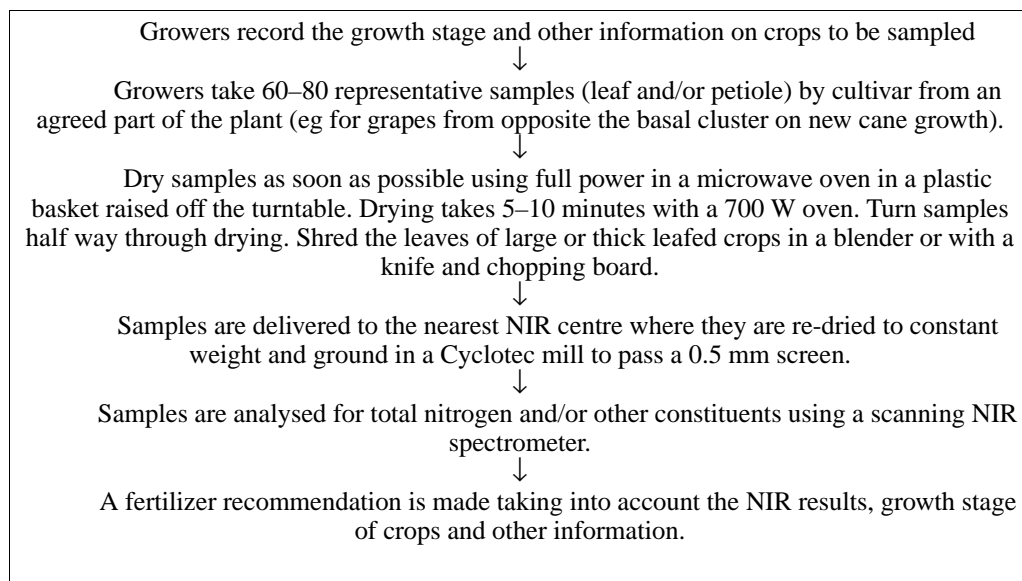 Growers record the growth stage and other information on crops to be sampled
↓
Growers take 60–80 representative samples (leaf and/or petiole) by cultivar from an
agreed part of the plant (eg for grapes from opposite the basal cluster on new cane growth).
↓
Dry samples as soon as possible using full power in a microwave oven in a plastic
basket raised off the turntable. Drying takes 5–10 minutes with a 700 W oven. Turn samples
half way through drying. Shred the leaves of large or thick leafed crops in a blender or with a
knife and chopping board.
↓
Samples are delivered to the nearest NIR centre where they are re-dried to constant
weight and ground in a Cyclotec mill to pass a 0.5 mm screen.
↓
Samples are analysed for total nitrogen and/or other constituents using a scanning NIR
spectrometer.
↓
A fertilizer recommendation is made taking into account the NIR results, growth stage
of crops and other information.